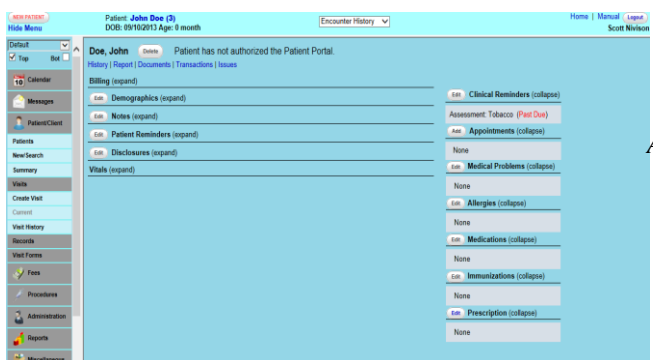 NEW PATIENT
Hide Menu
Patient: John Doe (3)
DOB: 09/10/2013 Age: 0 month
Encounter History
Home | Manual Logout
Scott Nivison
Default
Top Bot
Calendar
Messages
Patient/Client
Patients
New/Search
Summary
Visits
Create Visit
Current
Visit History
Records
Visit Forms
Fees
Procedures
Administration
Reports
Miscellaneous
Doe, John Delete Patient has not authorized the Patient Portal.
History | Report | Documents | Transactions | Issues
Billing (expand)
Edit Demographics (expand)
Edit Notes (expand)
Edit Patient Reminders (expand)
Edit Disclosures (expand)
Vitals (expand)
Edit Clinical Reminders (collapse)
Assessment: Tobacco (Past Due)
Add Appointments (collapse)
None
Edit Medical Problems (collapse)
None
Edit Allergies (collapse)
None
Edit Medications (collapse)
None
Edit Immunizations (collapse)
None
Edit Prescription (collapse)
None
A